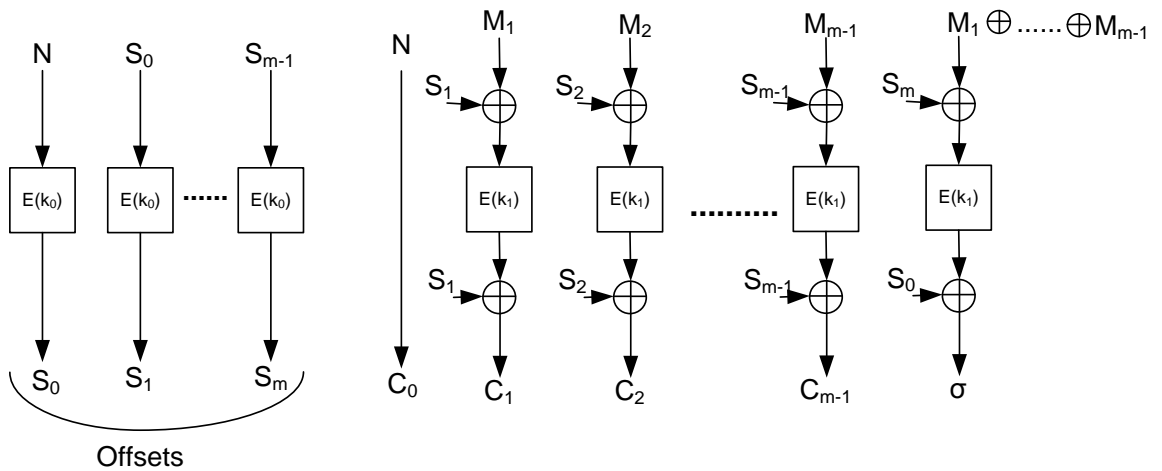 N S₀ Sₘ₋₁
E(k₀) E(k₀) ...... E(k₀)
S₀ S₁ Sₘ
Offsets
N M₁ M₂ Mₘ₋₁ M₁ ⊕ ...... ⊕ Mₘ₋₁
S₁ S₂ Sₘ₋₁ Sₘ
E(k₁) E(k₁) .......... E(k₁) E(k₁)
S₁ S₂ Sₘ₋₁ S₀
C₀ C₁ C₂ Cₘ₋₁ σ